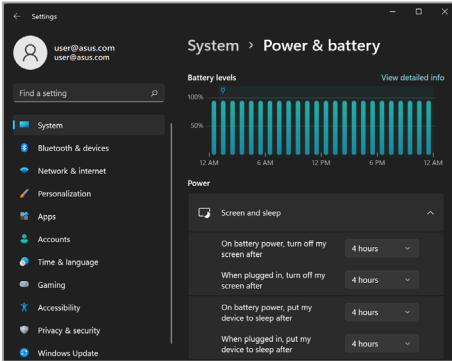 Settings
user@asus.com
user@asus.com
Find a setting
System
Bluetooth & devices
Network & internet
Personalization
Apps
Accounts
Time & language
Gaming
Accessibility
Privacy & security
Windows Update
System > Power & battery
Battery levels
View detailed info
100%
50%
12 AM 6 AM 12 PM 6 PM 12 AM
Power
Screen and sleep
On battery power, turn off my
screen after
4 hours
When plugged in, turn off my
screen after
4 hours
On battery power, put my
device to sleep after
4 hours
When plugged in, put my
device to sleep after
4 hours